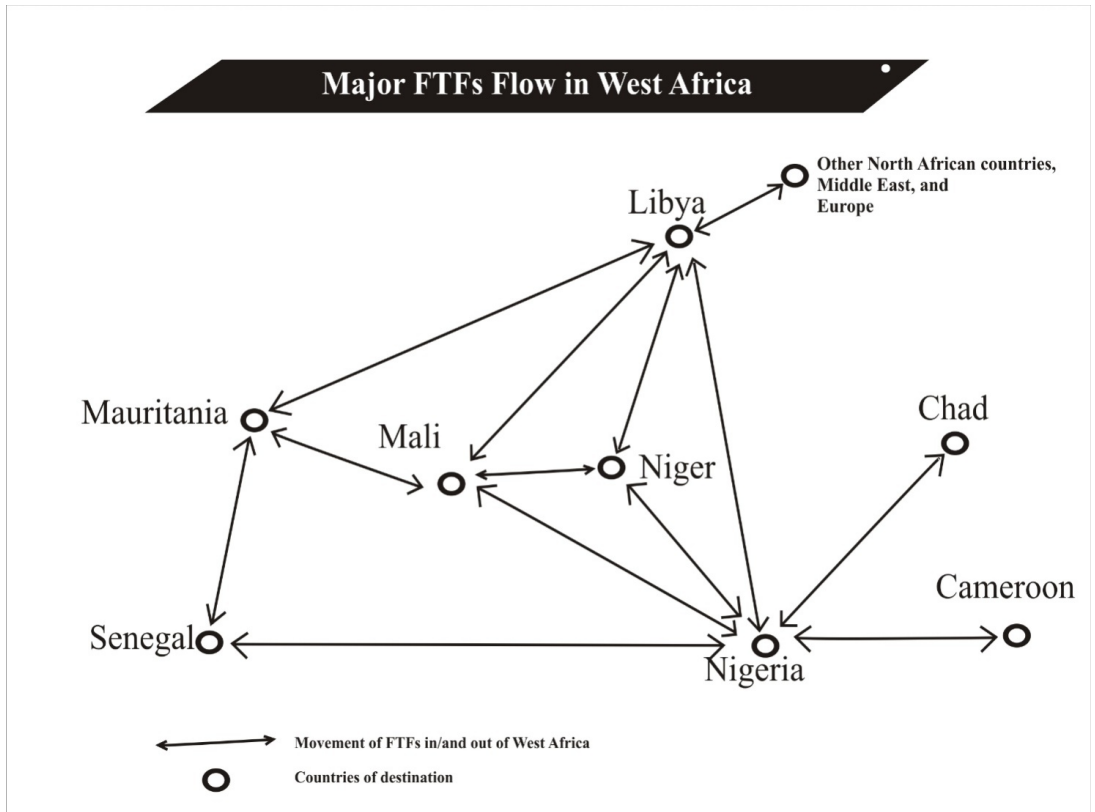 Major FTFs Flow in West Africa
Other North African countries,
Middle East, and
Europe
Libya
Mauritania
Mali
Niger
Chad
Cameroon
Senegal
Nigeria
Movement of FTFs in/and out of West Africa
Countries of destination